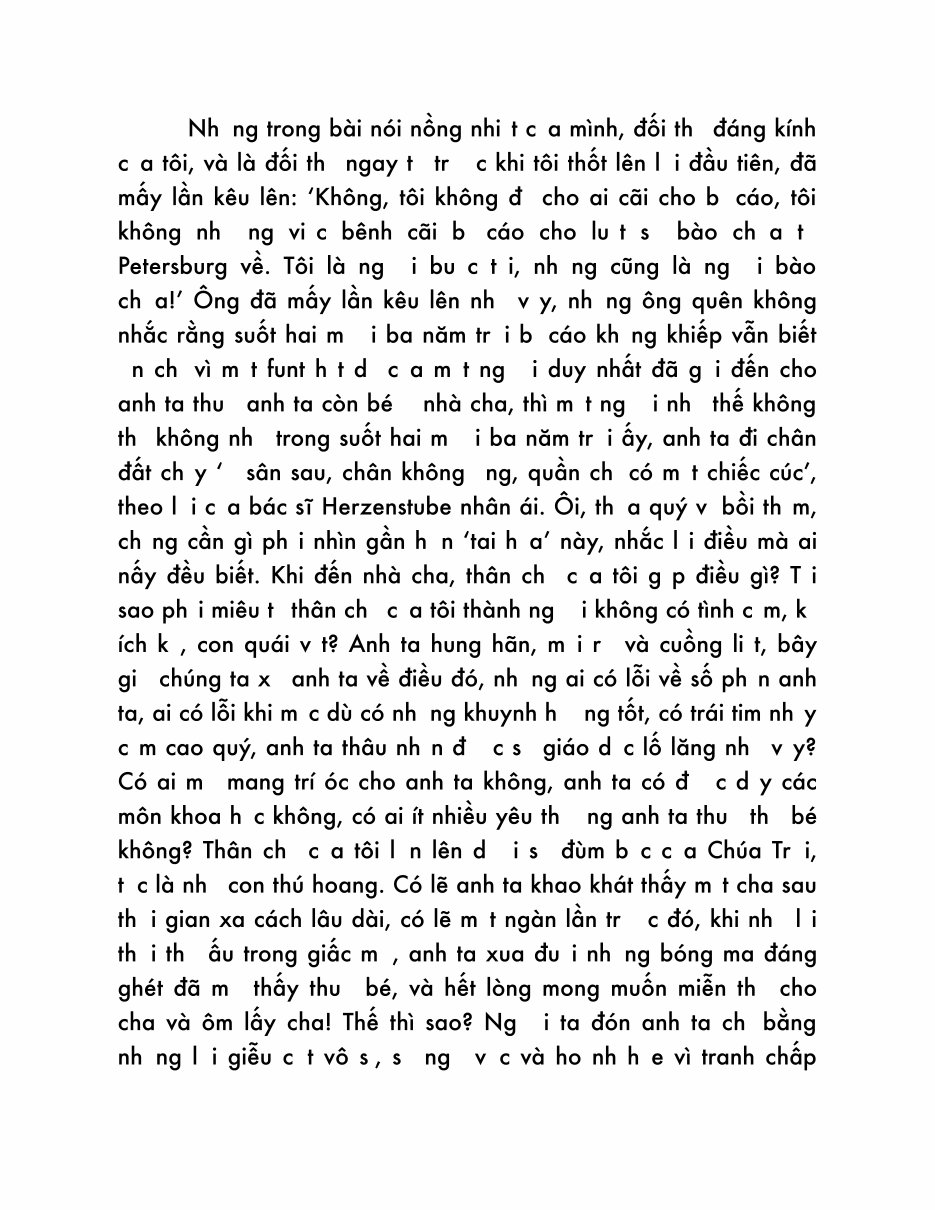 Nh ng trong bài nói nồng nhi t c a mình, đối th đáng kính
c a tôi, và là đối th ngay t tr c khi tôi thốt lên l i đầu tiên, đã
mấy lần kêu lên: ‘Không, tôi không đ cho ai cãi cho b cáo, tôi
không nh ng vi c bênh cãi b cáo cho lu t s bào ch a t
Petersburg về. Tôi là ng i bu c t i, nh ng cũng là ng i bào
ch a!’ Ông đã mấy lần kêu lên nh v y, nh ng ông quên không
nhắc rằng suốt hai m i ba năm tr i b cáo kh ng khiếp vẫn biết
n ch vì m t funt h t d c a m t ng i duy nhất đã g i đến cho
anh ta thu anh ta còn bé nhà cha, thì m t ng i nh thế không
th không nh trong suốt hai m i ba năm tr i ấy, anh ta đi chân
đất ch y ‘ sân sau, chân không ng, quần ch có m t chiếc cúc’,
theo l i c a bác sĩ Herzenstube nhân ái. Ôi, th a quý v bồi th m,
ch ng cần gì ph i nhìn gần h n ‘tai h a’ này, nhắc l i điều mà ai
nấy đều biết. Khi đến nhà cha, thân ch c a tôi g p điều gì? T i
sao ph i miêu t thân ch c a tôi thành ng i không có tình c m, k
ích k , con quái v t? Anh ta hung hãn, m i r và cuồng li t, bây
gi chúng ta x anh ta về điều đó, nh ng ai có lỗi về số ph n anh
ta, ai có lỗi khi m c dù có nh ng khuynh h ng tốt, có trái tim nh y
c m cao quý, anh ta thâu nh n đ c s giáo d c lố lăng nh v y?
Có ai m mang trí óc cho anh ta không, anh ta có đ c d y các
môn khoa h c không, có ai ít nhiều yêu th ng anh ta thu th bé
không? Thân ch c a tôi l n lên d i s đùm b c c a Chúa Tr i,
t c là nh con thú hoang. Có lẽ anh ta khao khát thấy m t cha sau
th i gian xa cách lâu dài, có lẽ m t ngàn lần tr c đó, khi nh l i
th i th ấu trong giấc m , anh ta xua đu i nh ng bóng ma đáng
ghét đã m thấy thu bé, và hết lòng mong muốn miễn th cho
cha và ôm lấy cha! Thế thì sao? Ng i ta đón anh ta ch bằng
nh ng l i giễu c t vô s , s ng v c và ho nh h e vì tranh chấp